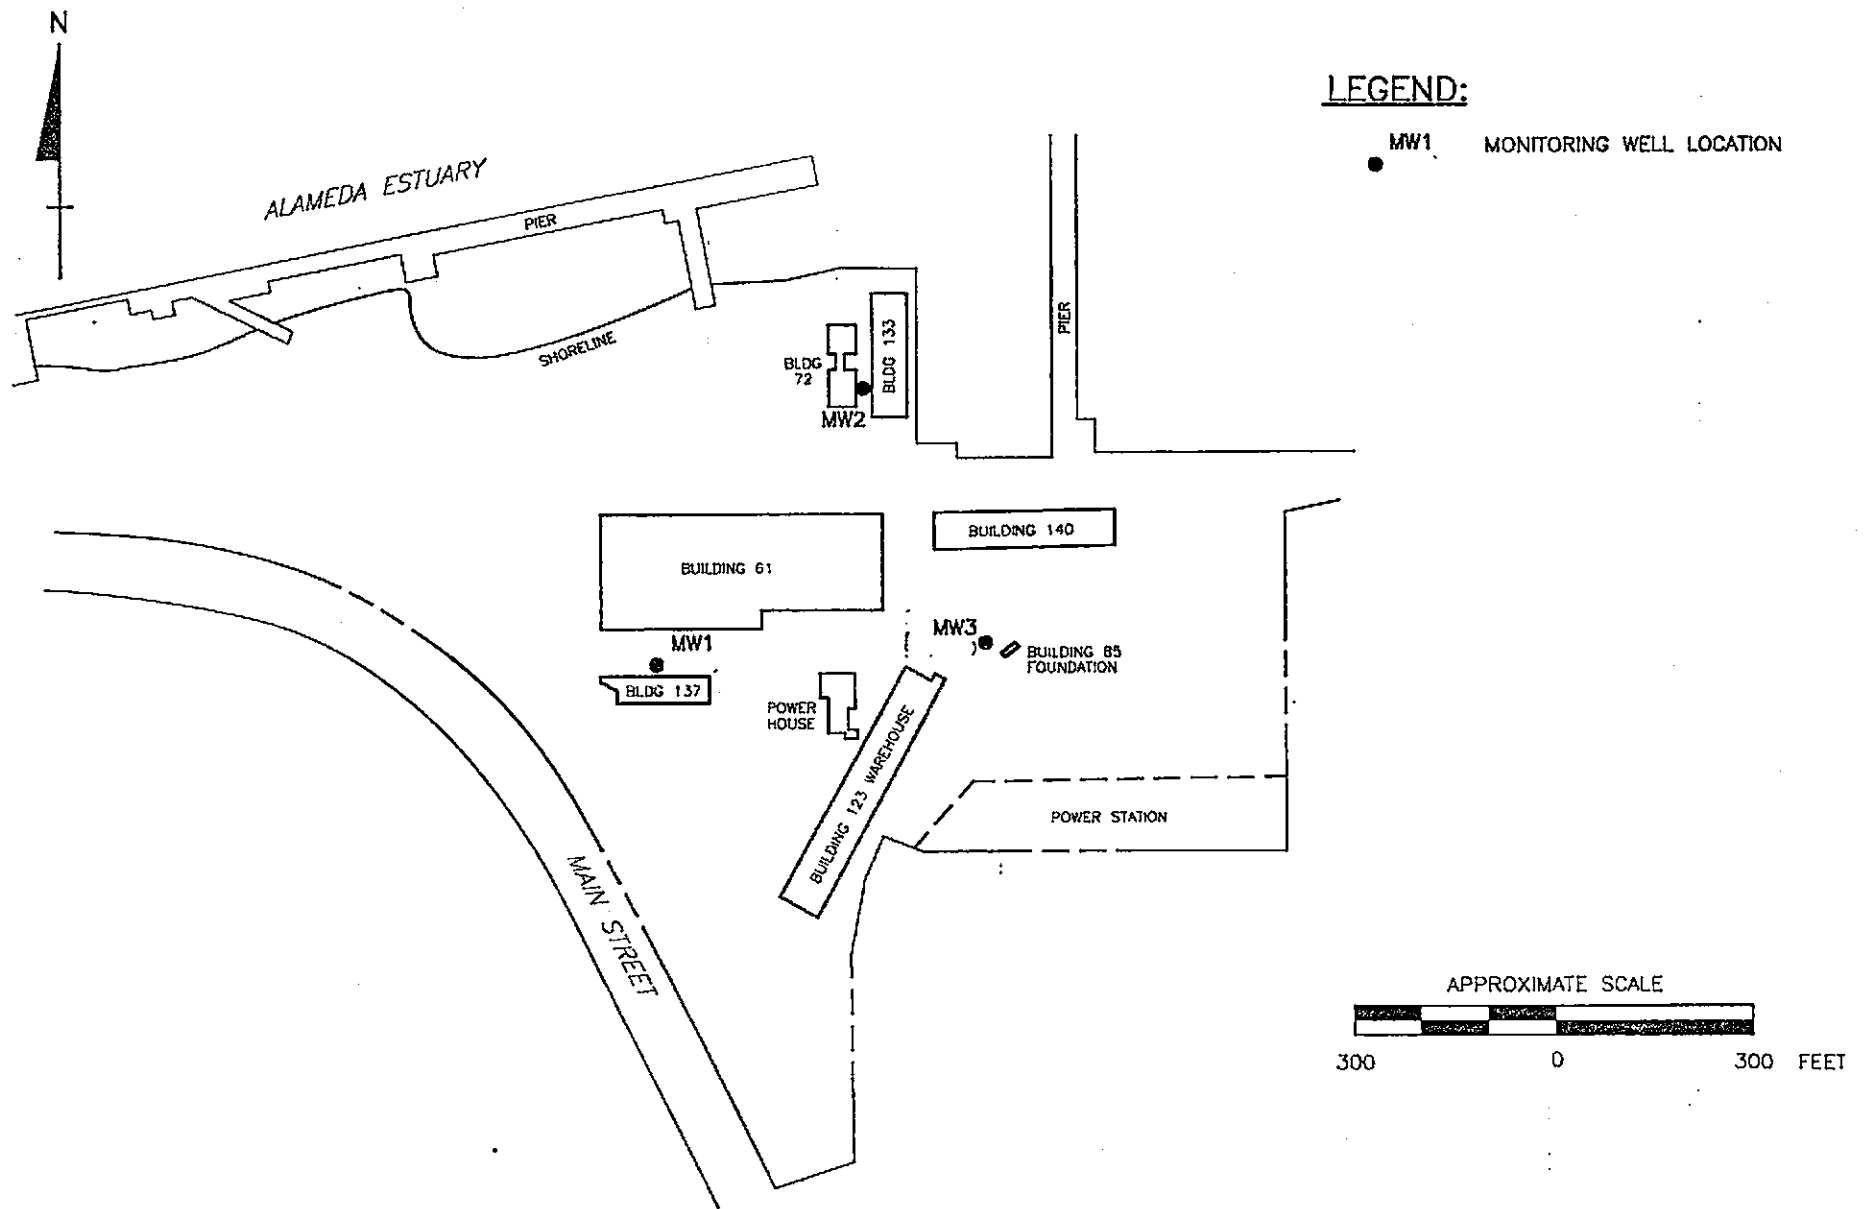 N
LEGEND:
MW1 MONITORING WELL LOCATION
ALAMEDA ESTUARY
PIER
PIER
SHORELINE
BLDG
72
BLDG 133
MW2
BUILDING 140
BUILDING 61
MW1
MW3
BUILDING 85
FOUNDATION
BLDG 137
POWER
HOUSE
BUILDING 123 WAREHOUSE
POWER STATION
MAIN STREET
APPROXIMATE SCALE
300 0 300 FEET